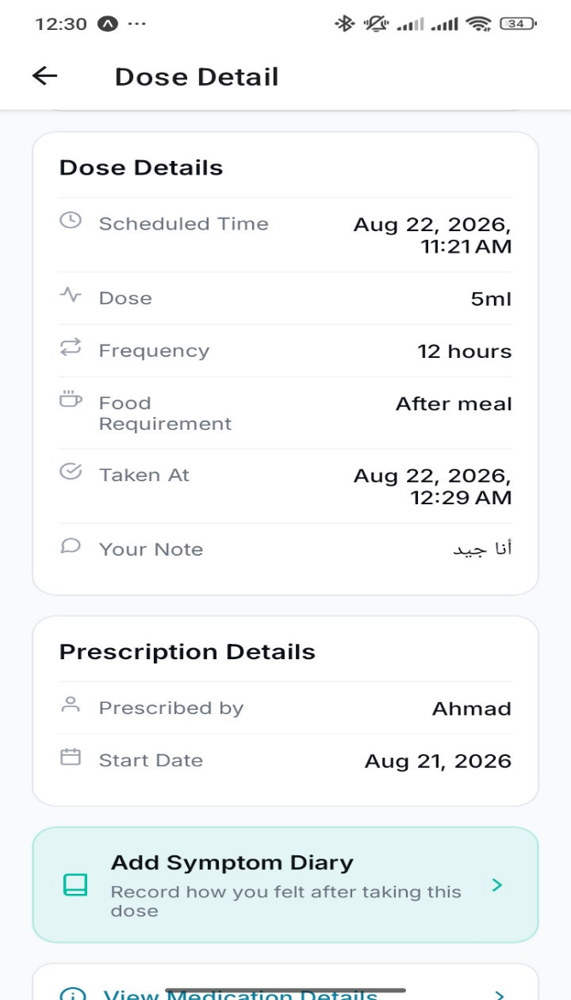 12:30
34
Dose Detail
Dose Details
Scheduled Time
Aug 22, 2026,
11:21 AM
Dose
5ml
Frequency
12 hours
Food
Requirement
After meal
Taken At
Aug 22, 2026,
12:29 AM
Your Note
أنا جيد
Prescription Details
Prescribed by
Ahmad
Start Date
Aug 21, 2026
Add Symptom Diary
Record how you felt after taking this
dose
View Medication Details